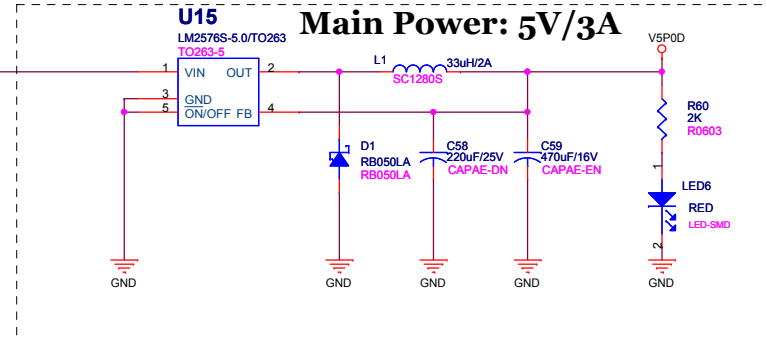 U15
Main Power: 5V/3A
LM2576S-5.0/TO263
TO263-5
V5P0D
L1
33uH/2A
SC1280S
1 VIN OUT 2
3 GND
5 ON/OFF FB 4
R60
2K
R0603
D1
RB050LA
RB050LA
C58
220uF/25V
CAPAE-DN
C59
470uF/16V
CAPAE-EN
1
LED6
RED
LED-SMD
2
GND
GND
GND
GND
GND